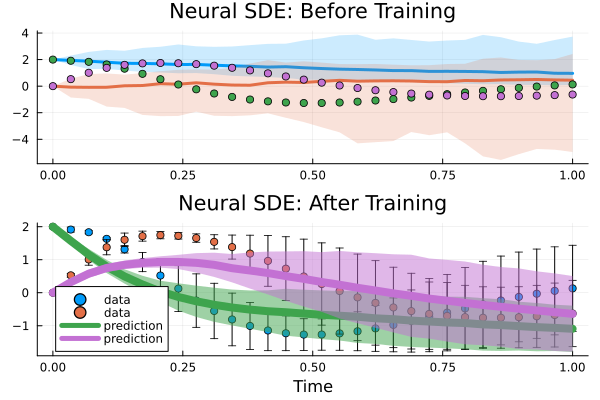 Neural SDE: Before Training
4
2
0
−2
−4
0.00 0.25 0.50 0.75 1.00
Neural SDE: After Training
2
1
0
−1
data
data
prediction
prediction
0.00 0.25 0.50 0.75 1.00
Time